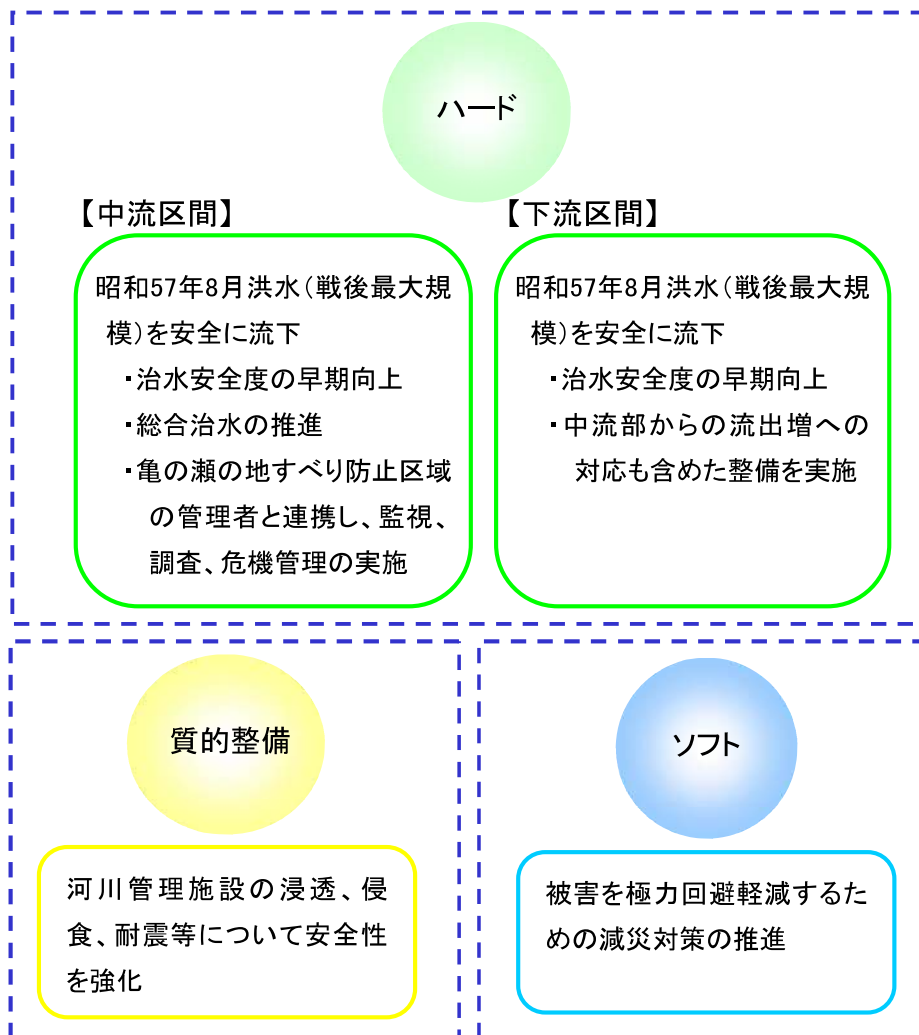 ハード
【中流区間】
昭和57年8月洪水(戦後最大規
模)を安全に流下
・治水安全度の早期向上
・総合治水の推進
・亀の瀬の地すべり防止区域
の管理者と連携し、監視、
調査、危機管理の実施
【下流区間】
昭和57年8月洪水(戦後最大規
模)を安全に流下
・治水安全度の早期向上
・中流部からの流出増への
対応も含めた整備を実施
質的整備
河川管理施設の浸透、侵
食、耐震等について安全性
を強化
ソフト
被害を極力回避軽減するた
めの減災対策の推進